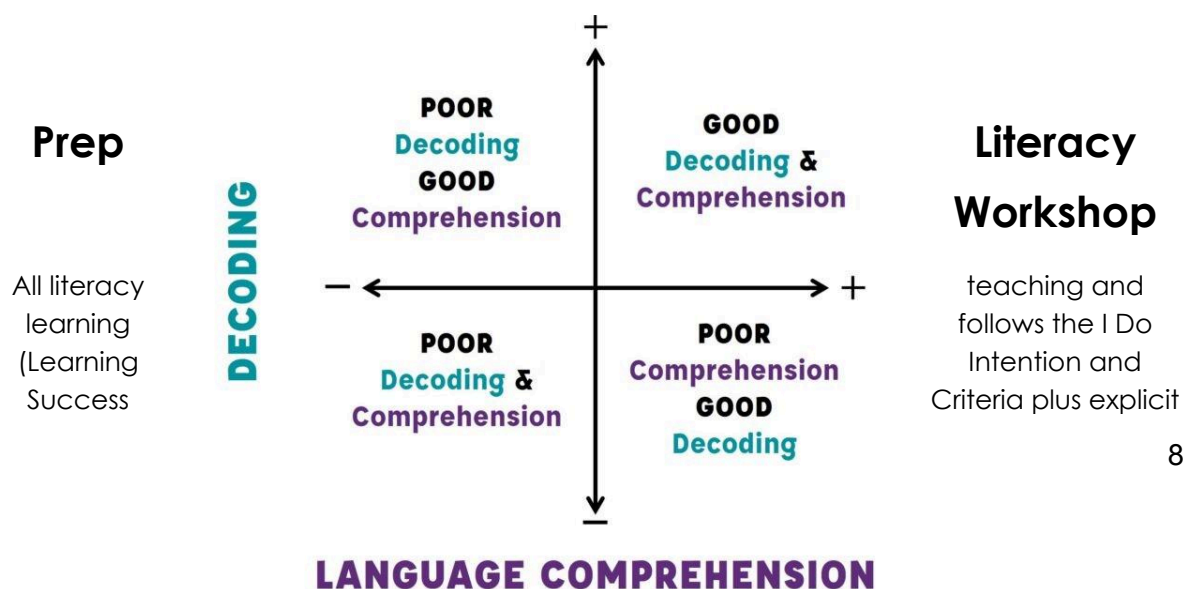 Prep
All literacy
learning
(Learning
Success
DECODING
+
POOR
Decoding
GOOD
Comprehension
GOOD
Decoding &
Comprehension
−
+
POOR
Decoding &
Comprehension
POOR
Comprehension
GOOD
Decoding
−
LANGUAGE COMPREHENSION
Literacy
Workshop
teaching and
follows the I Do
Intention and
Criteria plus explicit
8